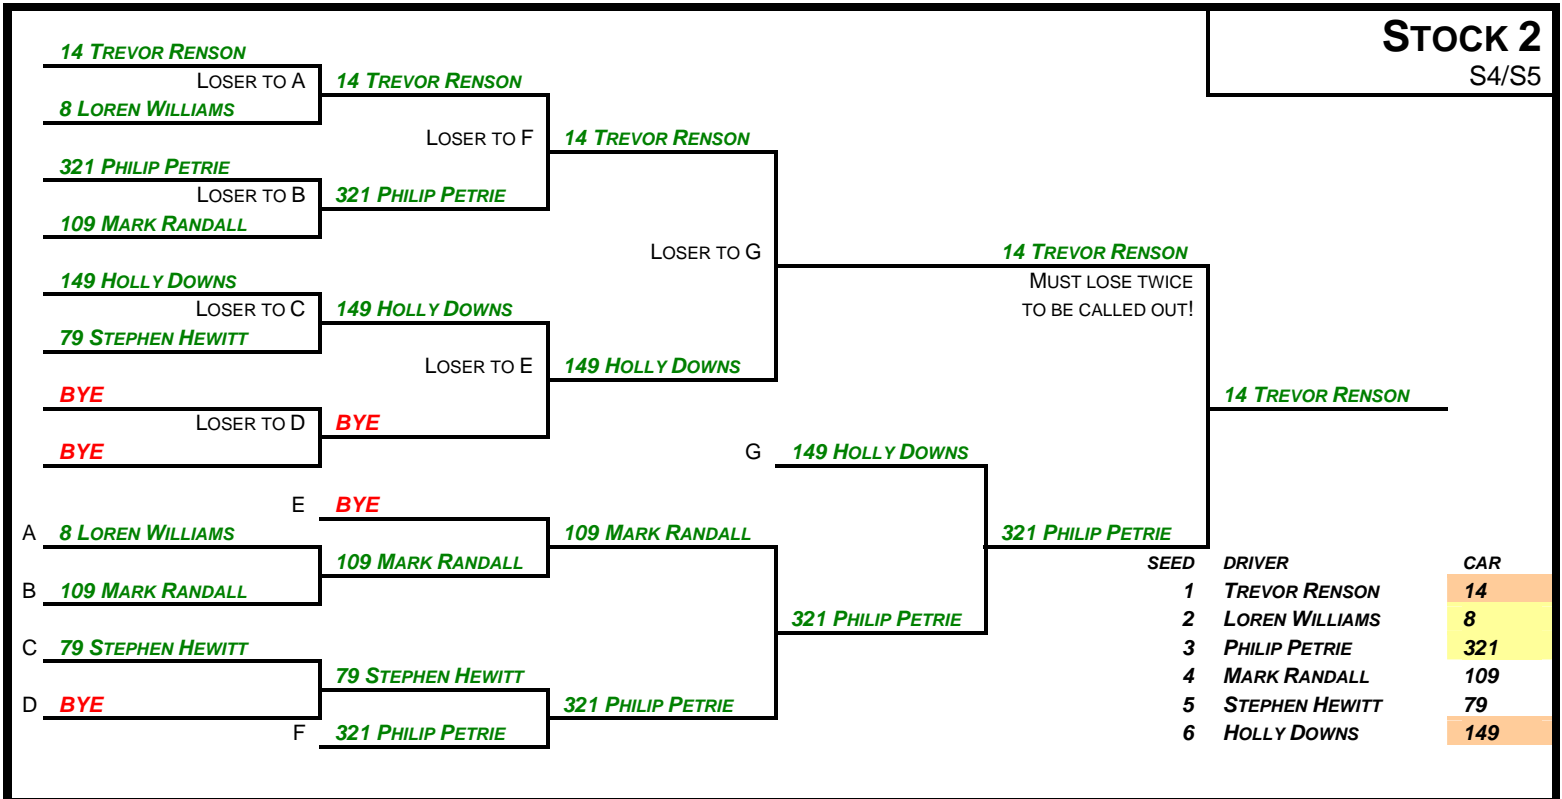 STOCK 2
S4/S5
14 TREVOR RENSON
LOSER TO A
14 TREVOR RENSON
8 LOREN WILLIAMS
LOSER TO F
14 TREVOR RENSON
321 PHILIP PETRIE
LOSER TO B
321 PHILIP PETRIE
109 MARK RANDALL
LOSER TO G
14 TREVOR RENSON
149 HOLLY DOWNS
MUST LOSE TWICE
LOSER TO C
149 HOLLY DOWNS
TO BE CALLED OUT!
79 STEPHEN HEWITT
LOSER TO E
149 HOLLY DOWNS
BYE
14 TREVOR RENSON
LOSER TO D
BYE
BYE
G
149 HOLLY DOWNS
E
BYE
A
8 LOREN WILLIAMS
109 MARK RANDALL
321 PHILIP PETRIE
109 MARK RANDALL
SEED DRIVER CAR
B
109 MARK RANDALL
1 TREVOR RENSON 14
321 PHILIP PETRIE
2 LOREN WILLIAMS 8
C
79 STEPHEN HEWITT
3 PHILIP PETRIE 321
79 STEPHEN HEWITT
4 MARK RANDALL 109
D
BYE
321 PHILIP PETRIE
5 STEPHEN HEWITT 79
F
321 PHILIP PETRIE
6 HOLLY DOWNS 149